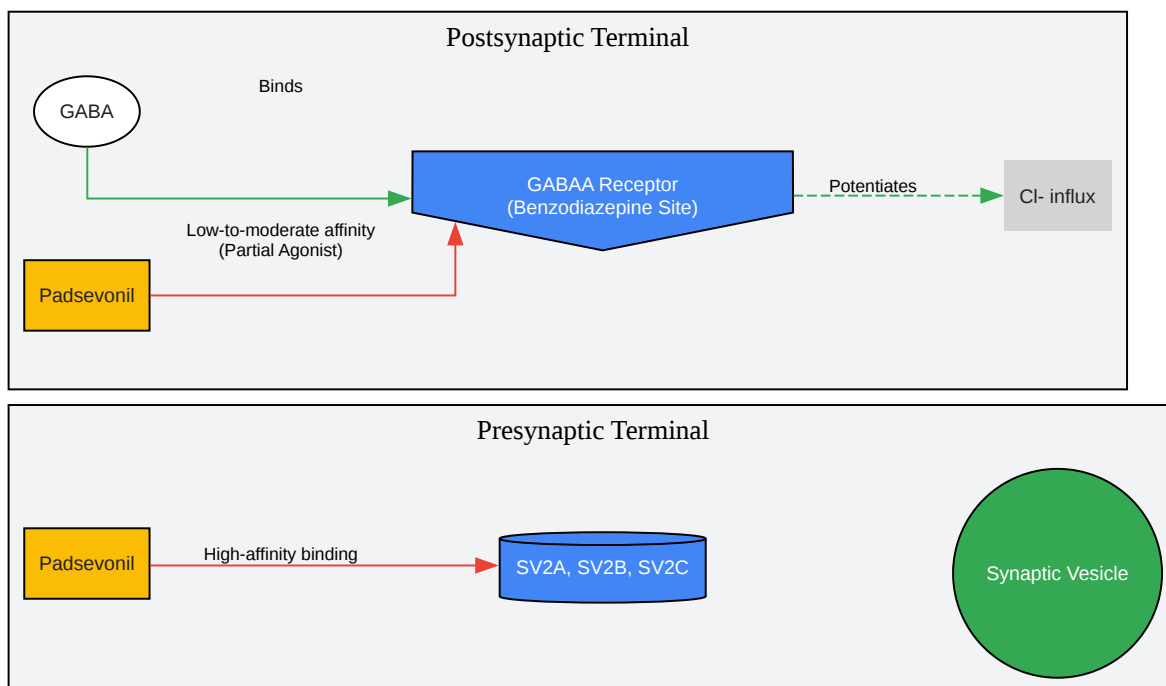 Postsynaptic Terminal
Binds
GABA
GABAA Receptor
(Benzodiazepine Site)
Potentiates
Cl- influx
Low-to-moderate affinity
(Partial Agonist)
Padsevonil
Presynaptic Terminal
Padsevonil
High-affinity binding
SV2A, SV2B, SV2C
Synaptic Vesicle